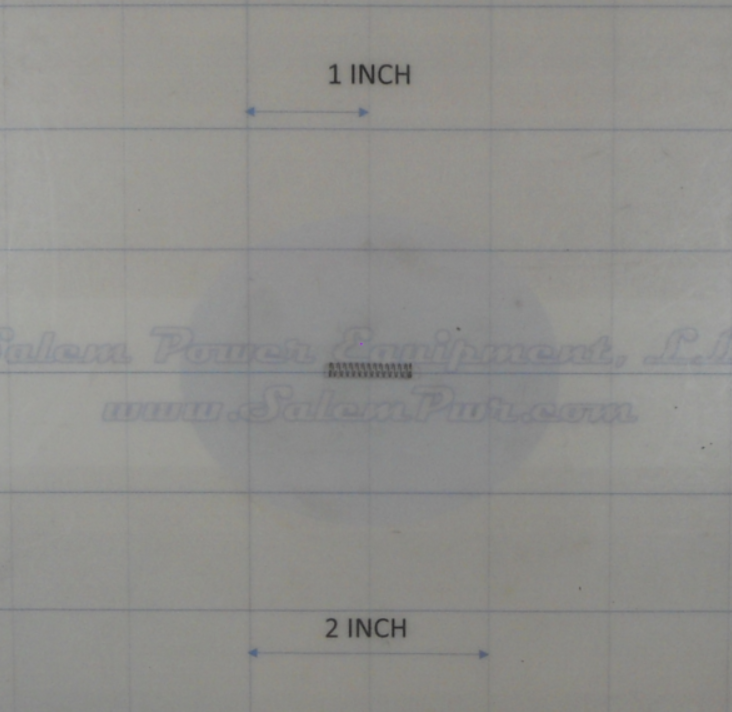 1 INCH
Salem Power Equipment,
www.SalemPwr.com
2 INCH